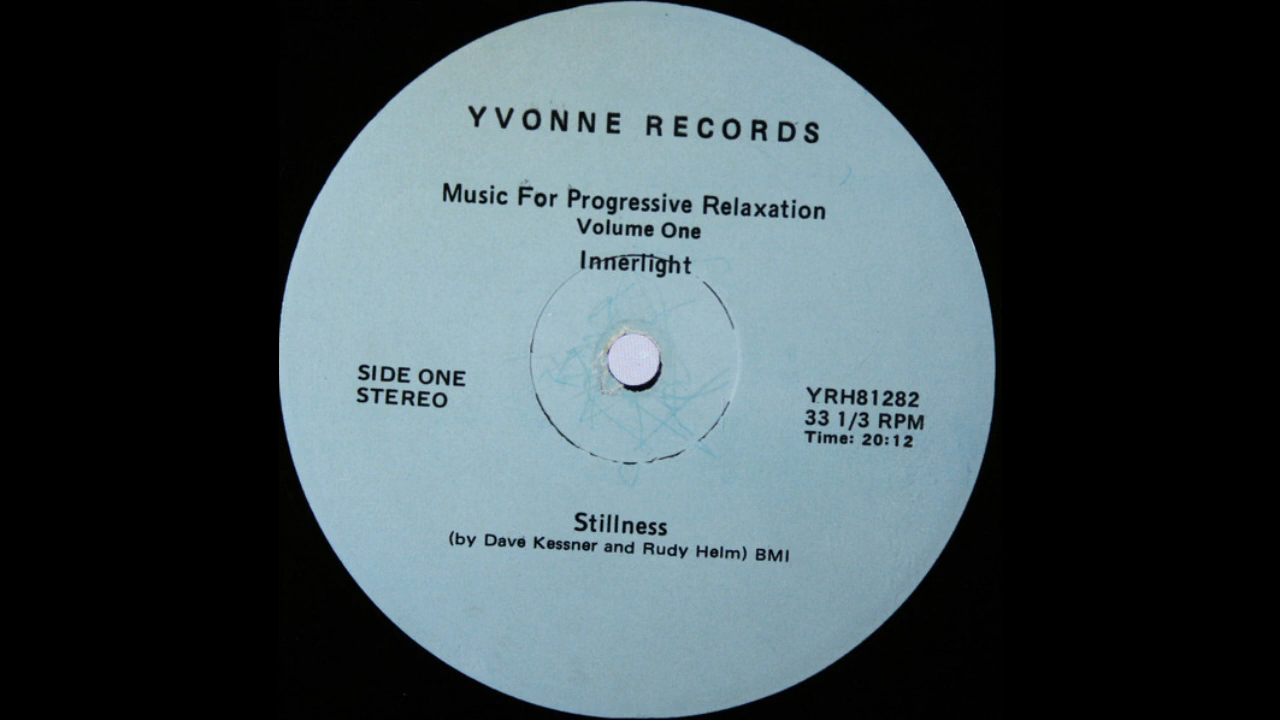 YVONNE RECORDS
Music For Progressive Relaxation
Volume One
Innerlight
SIDE ONE
STEREO
YRH81282
33 1/3 RPM
Time: 20:12
Stillness
(by Dave Kessner and Rudy Helm) BMI